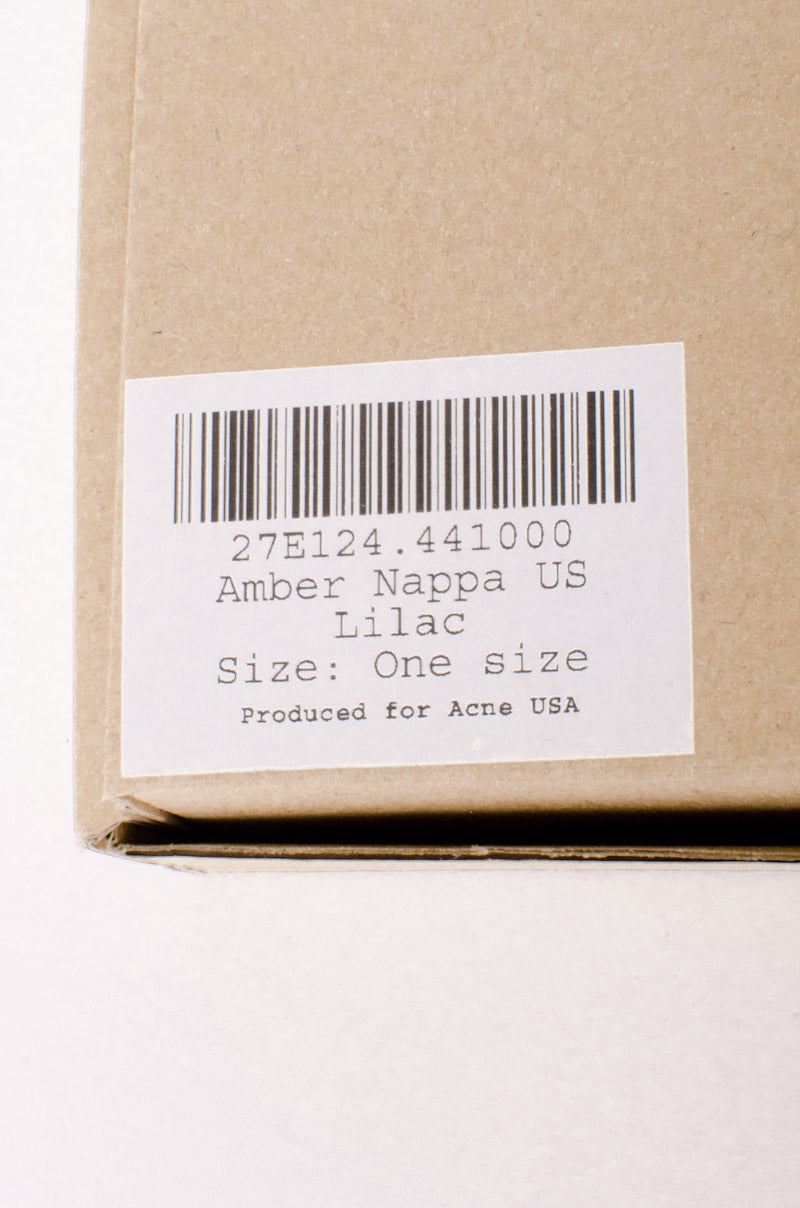 27E124.441000
Amber Nappa US
Lilac
Size: One size
Produced for Acne USA